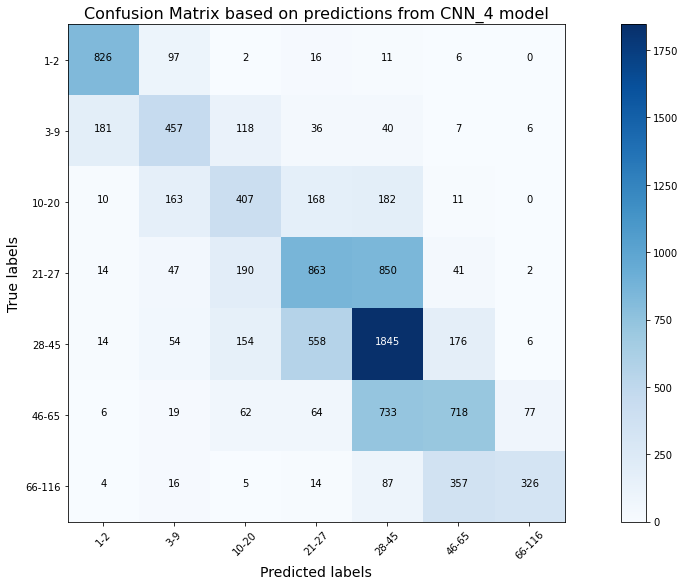 Confusion Matrix based on predictions from CNN_4 model
True labels
1-2 826 97 2 16 11 6 0
3-9 181 457 118 36 40 7 6
10-20 10 163 407 168 182 11 0
21-27 14 47 190 863 850 41 2
28-45 14 54 154 558 1845 176 6
46-65 6 19 62 64 733 718 77
66-116 4 16 5 14 87 357 326
1-2 3-9 10-20 21-27 28-45 46-65 66-116
Predicted labels
1750
1500
1250
1000
750
500
250
0